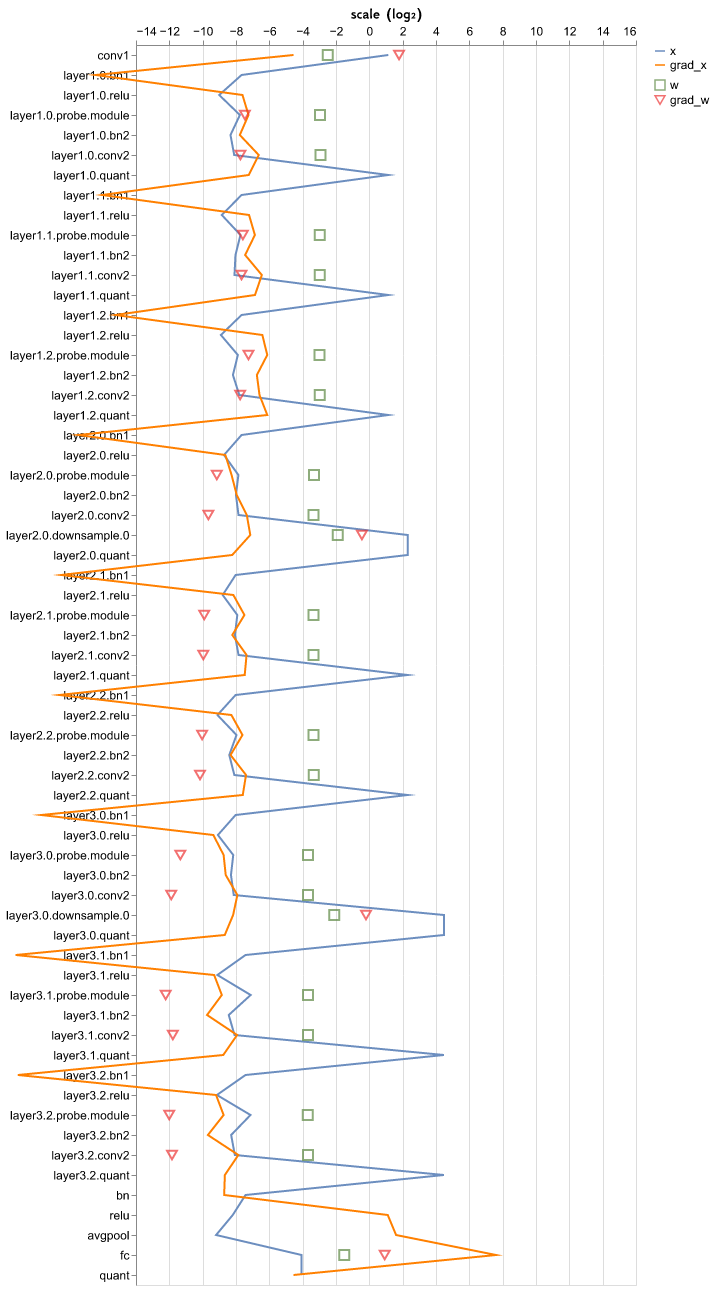 scale (log₂)
−14 −12 −10 −8 −6 −4 −2 0 2 4 6 8 10 12 14 16
x
grad_x
w
grad_w
conv1
layer1.0.bn1
layer1.0.relu
layer1.0.probe.module
layer1.0.bn2
layer1.0.conv2
layer1.0.quant
layer1.1.bn1
layer1.1.relu
layer1.1.probe.module
layer1.1.bn2
layer1.1.conv2
layer1.1.quant
layer1.2.bn1
layer1.2.relu
layer1.2.probe.module
layer1.2.bn2
layer1.2.conv2
layer1.2.quant
layer2.0.bn1
layer2.0.relu
layer2.0.probe.module
layer2.0.bn2
layer2.0.conv2
layer2.0.downsample.0
layer2.0.quant
layer2.1.bn1
layer2.1.relu
layer2.1.probe.module
layer2.1.bn2
layer2.1.conv2
layer2.1.quant
layer2.2.bn1
layer2.2.relu
layer2.2.probe.module
layer2.2.bn2
layer2.2.conv2
layer2.2.quant
layer3.0.bn1
layer3.0.relu
layer3.0.probe.module
layer3.0.bn2
layer3.0.conv2
layer3.0.downsample.0
layer3.0.quant
layer3.1.bn1
layer3.1.relu
layer3.1.probe.module
layer3.1.bn2
layer3.1.conv2
layer3.1.quant
layer3.2.bn1
layer3.2.relu
layer3.2.probe.module
layer3.2.bn2
layer3.2.conv2
layer3.2.quant
bn
relu
avgpool
fc
quant